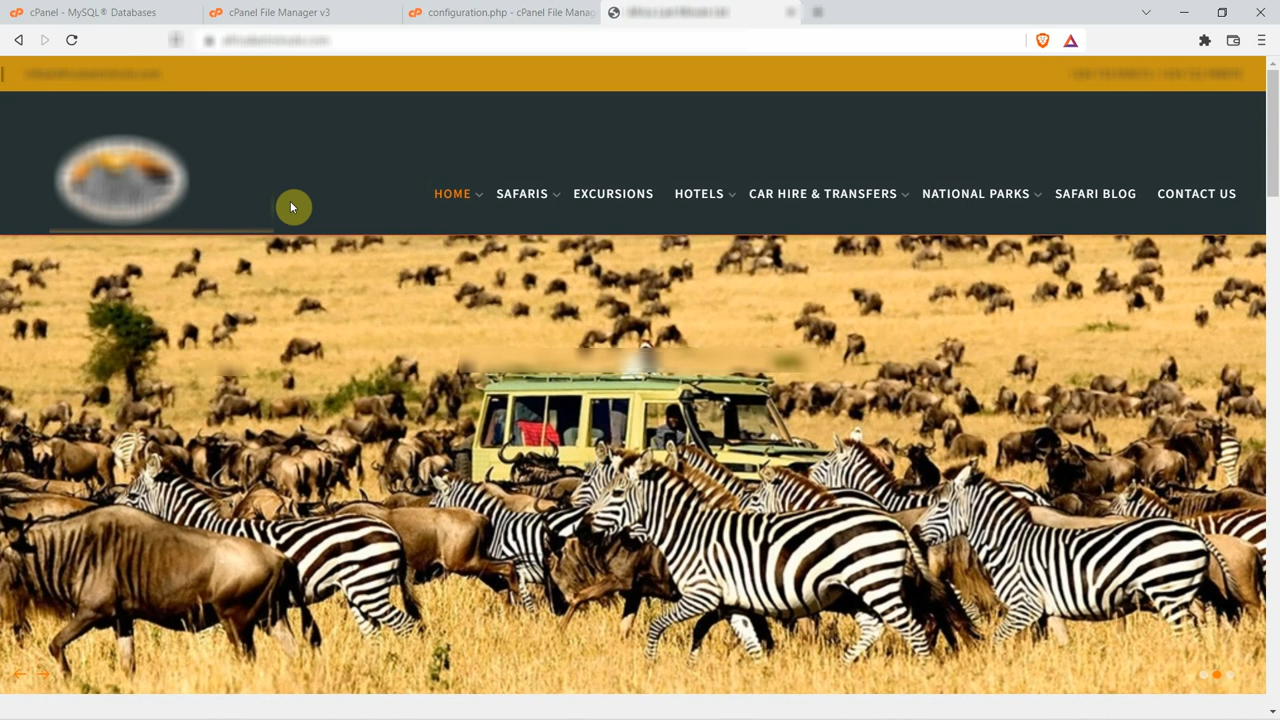 cPanel - MySQL® Databases
cPanel File Manager v3
configuration.php - cPanel File Manag
HOME SAFARIS EXCURSIONS HOTELS CAR HIRE & TRANSFERS NATIONAL PARKS SAFARI BLOG CONTACT US